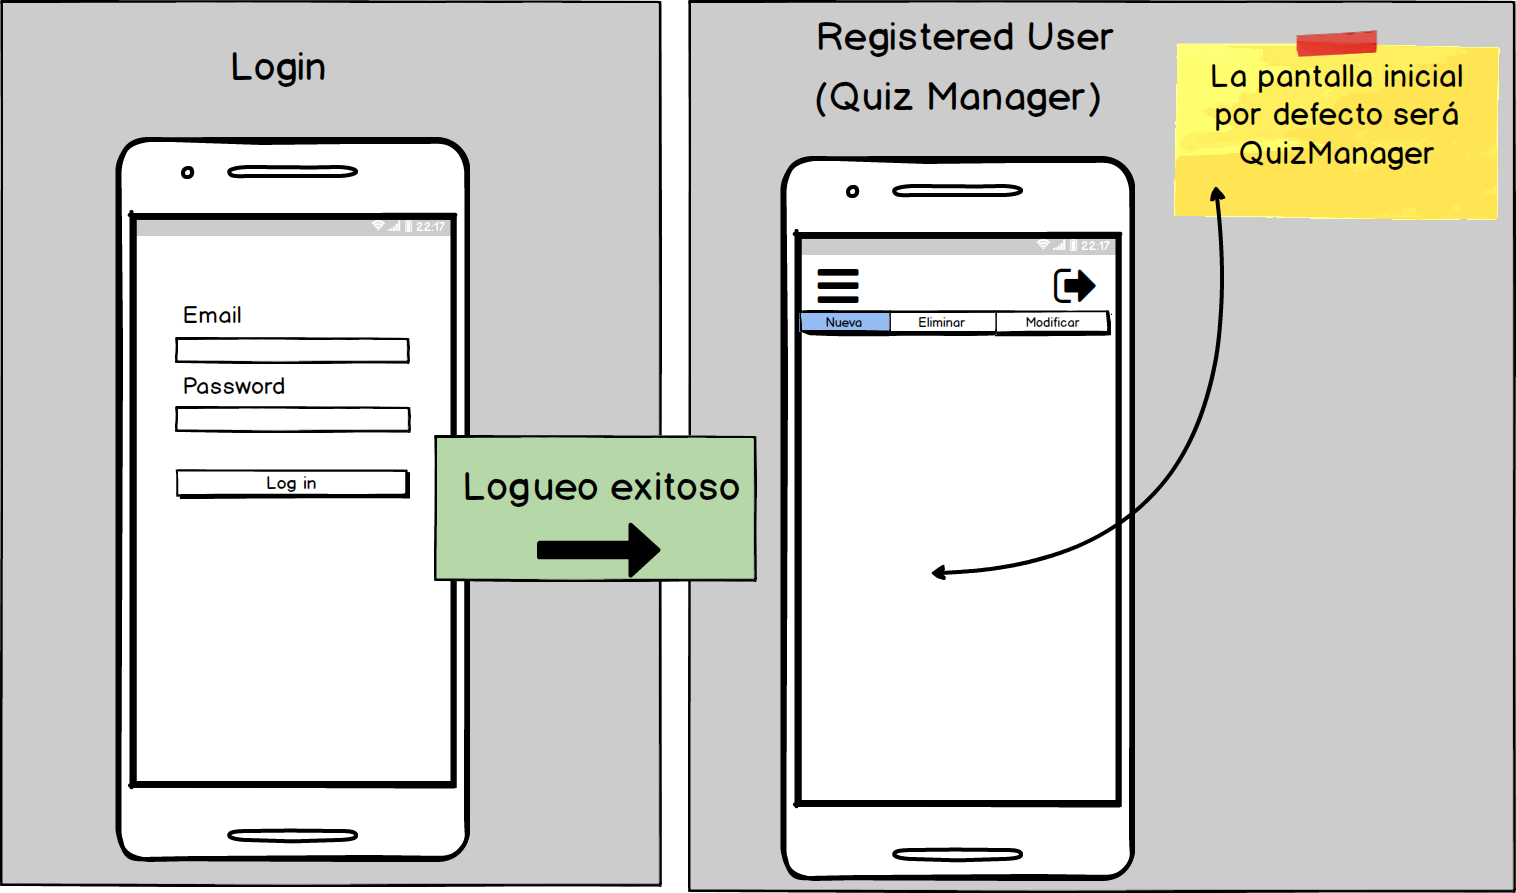 Login
22:17
Email
Password
Log in
Logueo exitoso
Registered User
(Quiz Manager)
22:17
Nueva Eliminar Modificar
La pantalla inicial
por defecto será
QuizManager